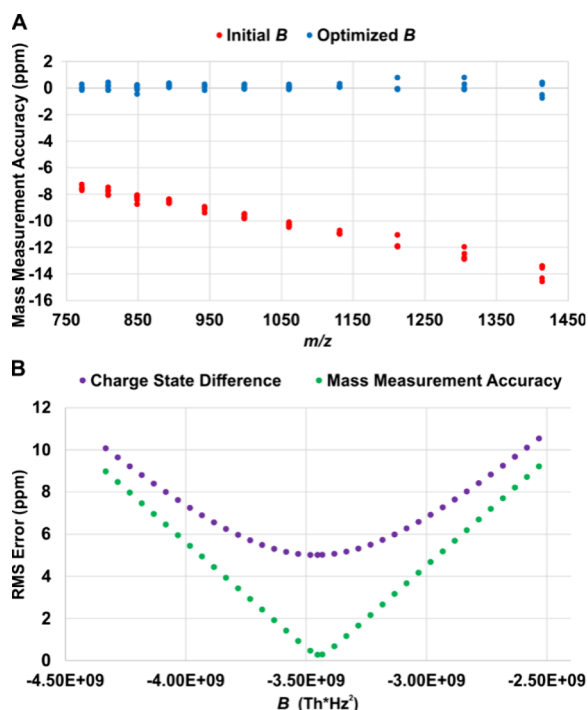 A
Initial B Optimized B
Mass Measurement Accuracy (ppm)
2
0
-2
-4
-6
-8
-10
-12
-14
-16
750 850 950 1050 1150 1250 1350 1450
m/z
B
Charge State Difference Mass Measurement Accuracy
RMS Error (ppm)
12
10
8
6
4
2
0
-4.50E+09 -4.00E+09 -3.50E+09 -3.00E+09 -2.50E+09
B (Th*Hz²)